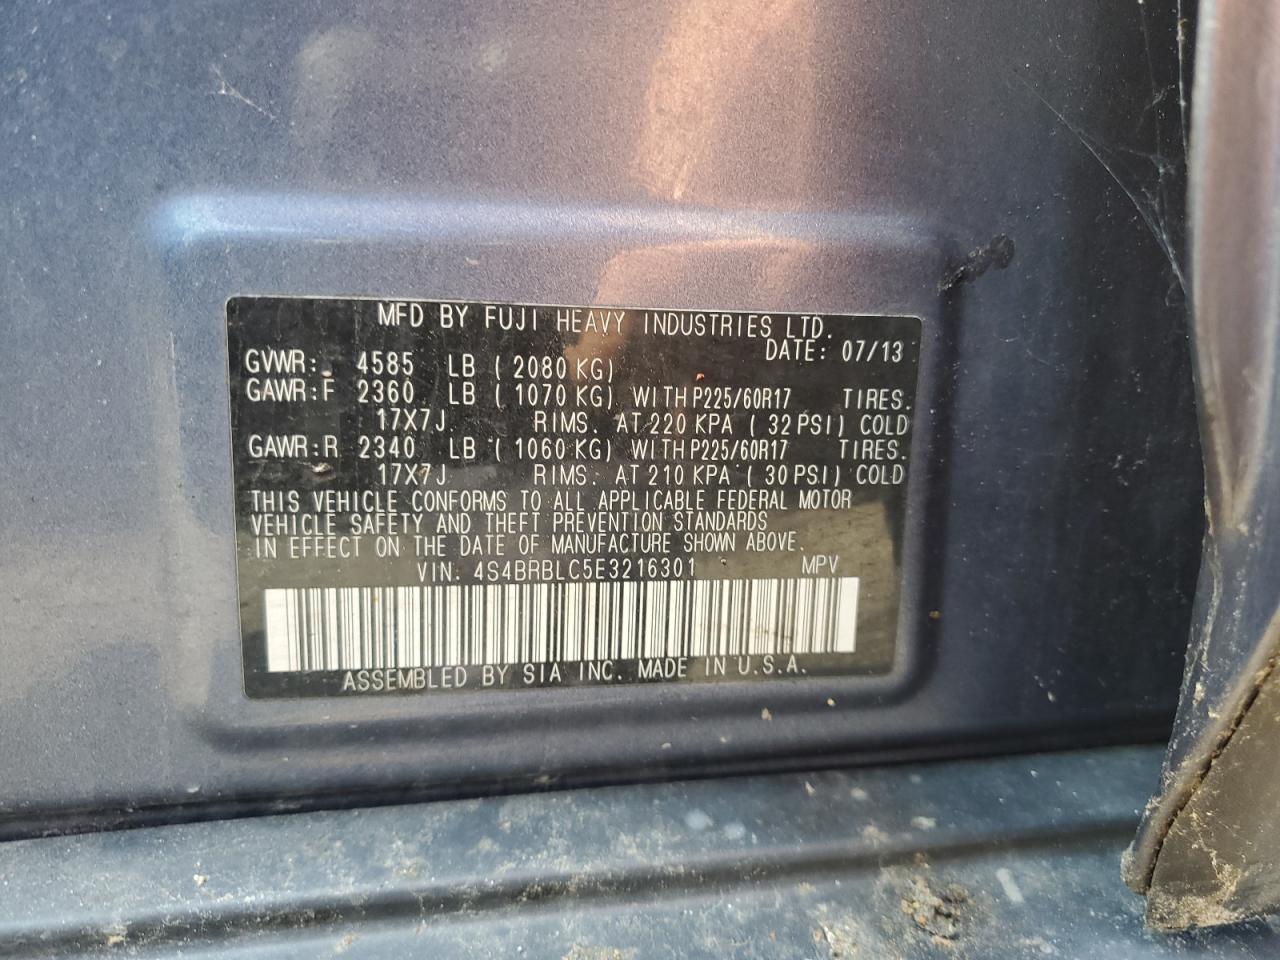 MFD BY FUJI HEAVY INDUSTRIES LTD.
DATE: 07/13
GVWR: 4585 LB ( 2080 KG)
GAWR:F 2360 LB ( 1070 KG) WITH P225/60R17 TIRES.
17X7J RIMS. AT 220 KPA ( 32 PSI) COLD
GAWR:R 2340 LB ( 1060 KG) WITH P225/60R17 TIRES.
17X7J RIMS. AT 210 KPA ( 30 PSI) COLD
THIS VEHICLE CONFORMS TO ALL APPLICABLE FEDERAL MOTOR
VEHICLE SAFETY AND THEFT PREVENTION STANDARDS
IN EFFECT ON THE DATE OF MANUFACTURE SHOWN ABOVE.
VIN. 4S4BRBLC5E3216301 MPV
ASSEMBLED BY SIA INC. MADE IN U.S.A.